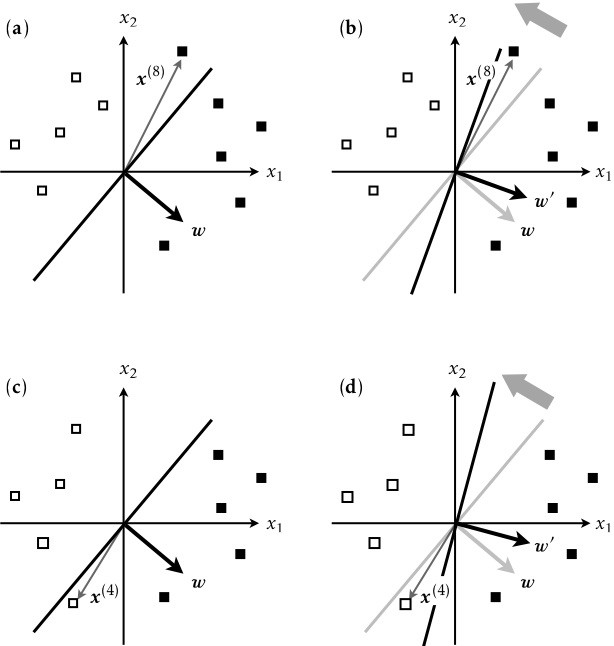 (a)
x₂
x⁽⁸⁾
x₁
w
(b)
x₂
x⁽⁸⁾
x₁
w′
w
(c)
x₂
x₁
w
x⁽⁴⁾
(d)
x₂
x₁
w′
w
x⁽⁴⁾